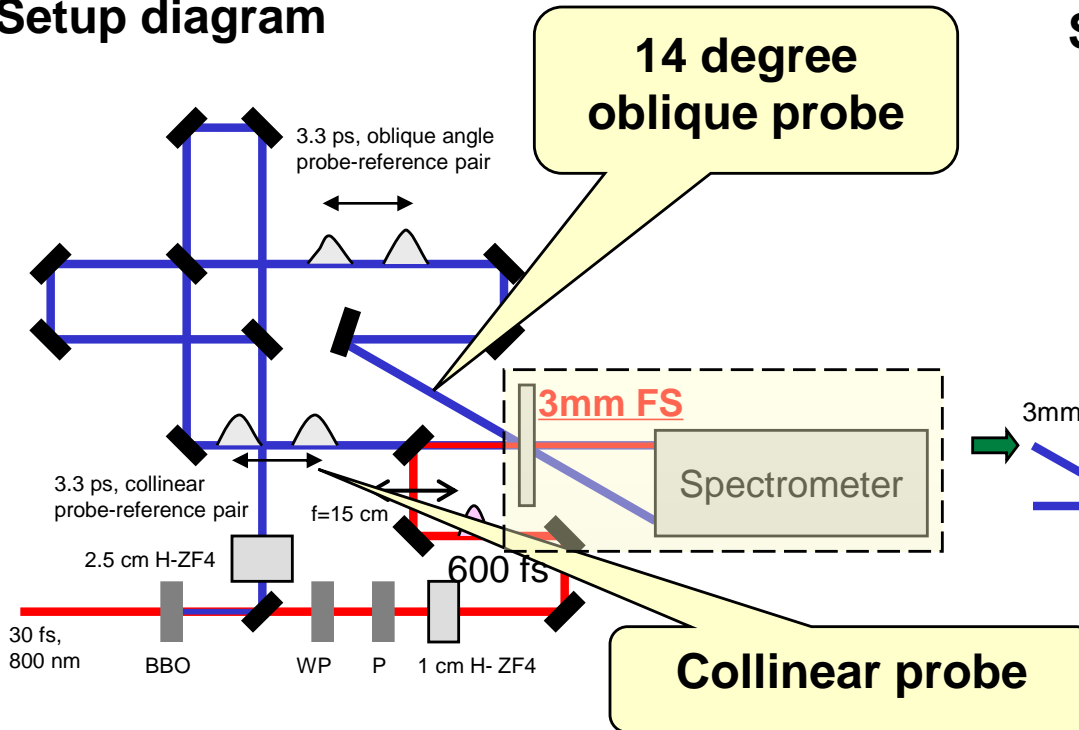 Setup diagram
S
14 degree
oblique probe
3.3 ps, oblique angle
probe-reference pair
3mm FS
3mm
Spectrometer
3.3 ps, collinear
probe-reference pair
f=15 cm
2.5 cm H-ZF4
600 fs
30 fs,
800 nm
BBO
WP
P
1 cm H- ZF4
Collinear probe